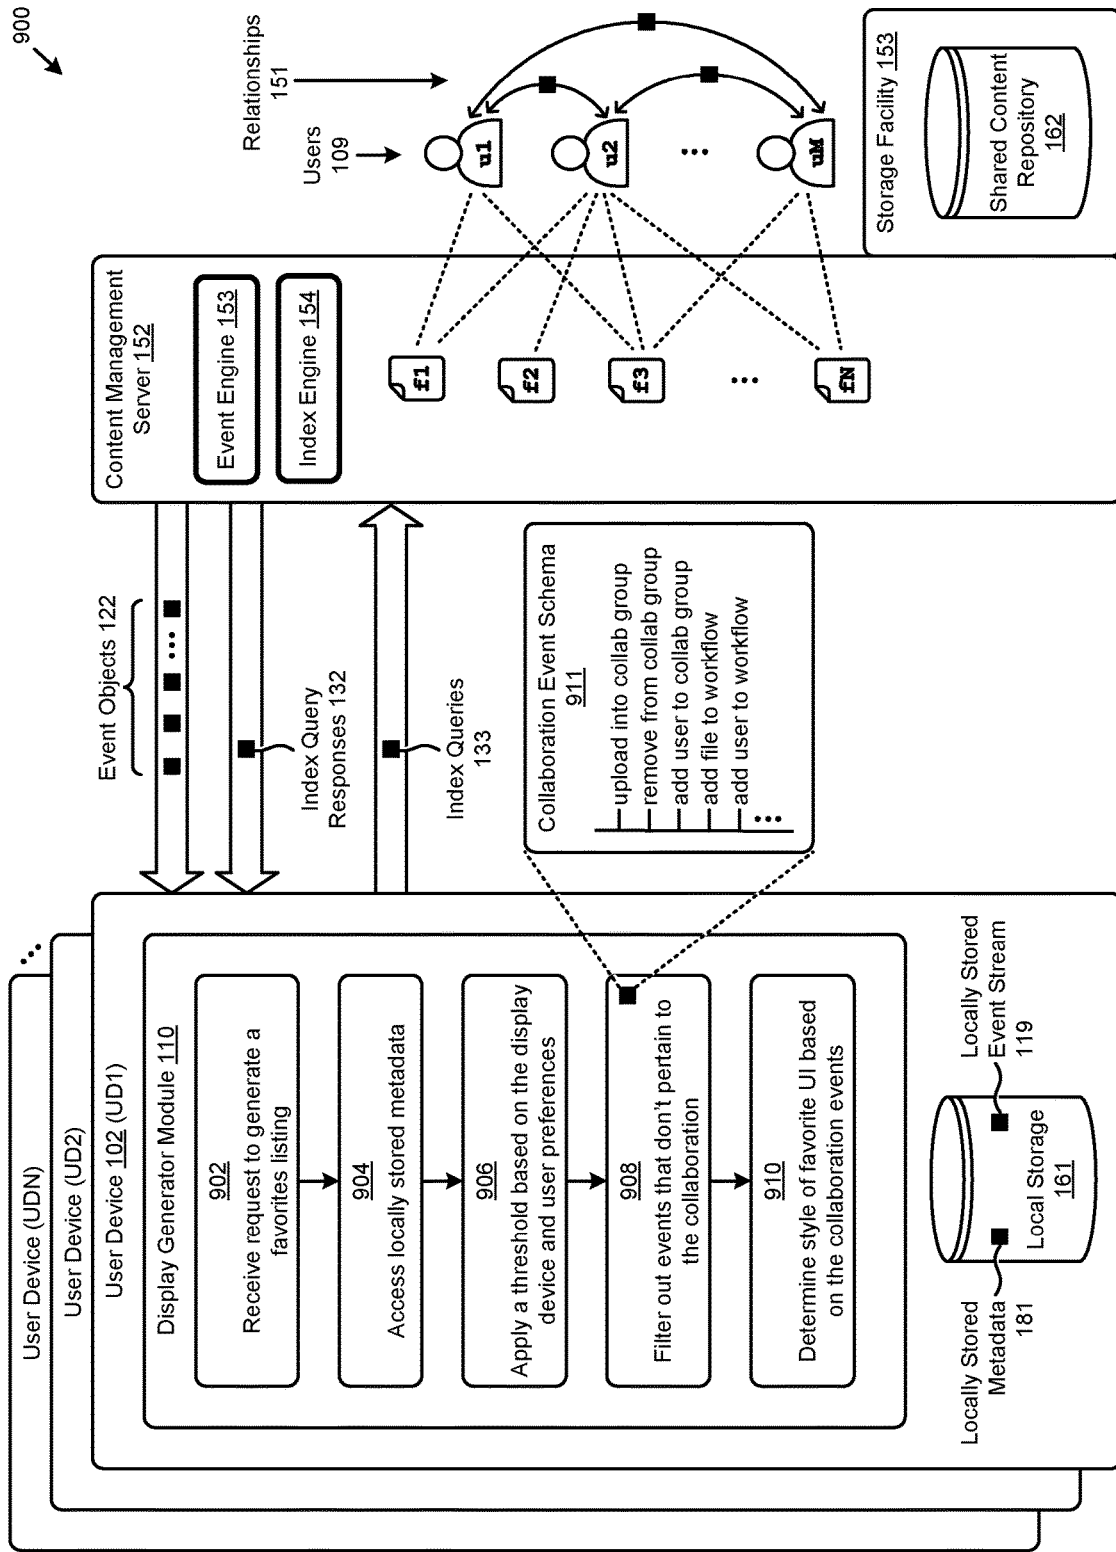 900
User Device (UDN)
User Device (UD2)
User Device 102 (UD1)
Display Generator Module 110
902
Receive request to generate a
favorites listing
904
Access locally stored metadata
906
Apply a threshold based on the display
device and user preferences
908
Filter out events that don't pertain to
the collaboration
910
Determine style of favorite UI based
on the collaboration events
Locally Stored
Metadata
181
Locally Stored
Event Stream
119
Local Storage
161
Event Objects 122
Index Query
Responses 132
Index Queries
133
Collaboration Event Schema
911
upload into collab group
remove from collab group
add user to collab group
add file to workflow
add user to workflow
Content Management
Server 152
Event Engine 153
Index Engine 154
f1
f2
f3
fN
Users
109
Relationships
151
u1
u2
uM
Storage Facility 153
Shared Content
Repository
162